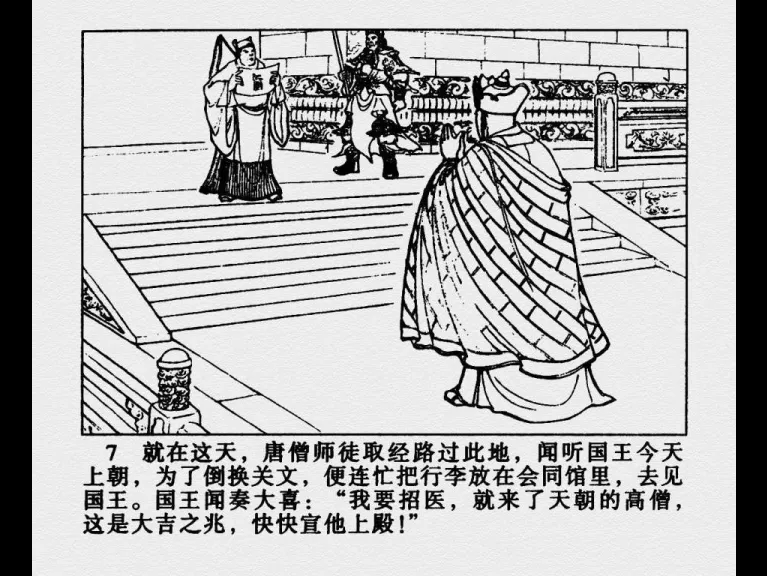 7 就在这天，唐僧师徒取经路过此地，闻听国王今天
上朝，为了倒换关文，便连忙把行李放在会同馆里，去见
国王。国王闻奏大喜：“我要招医，就来了天朝的高僧，
这是大吉之兆，快快宣他上殿！”